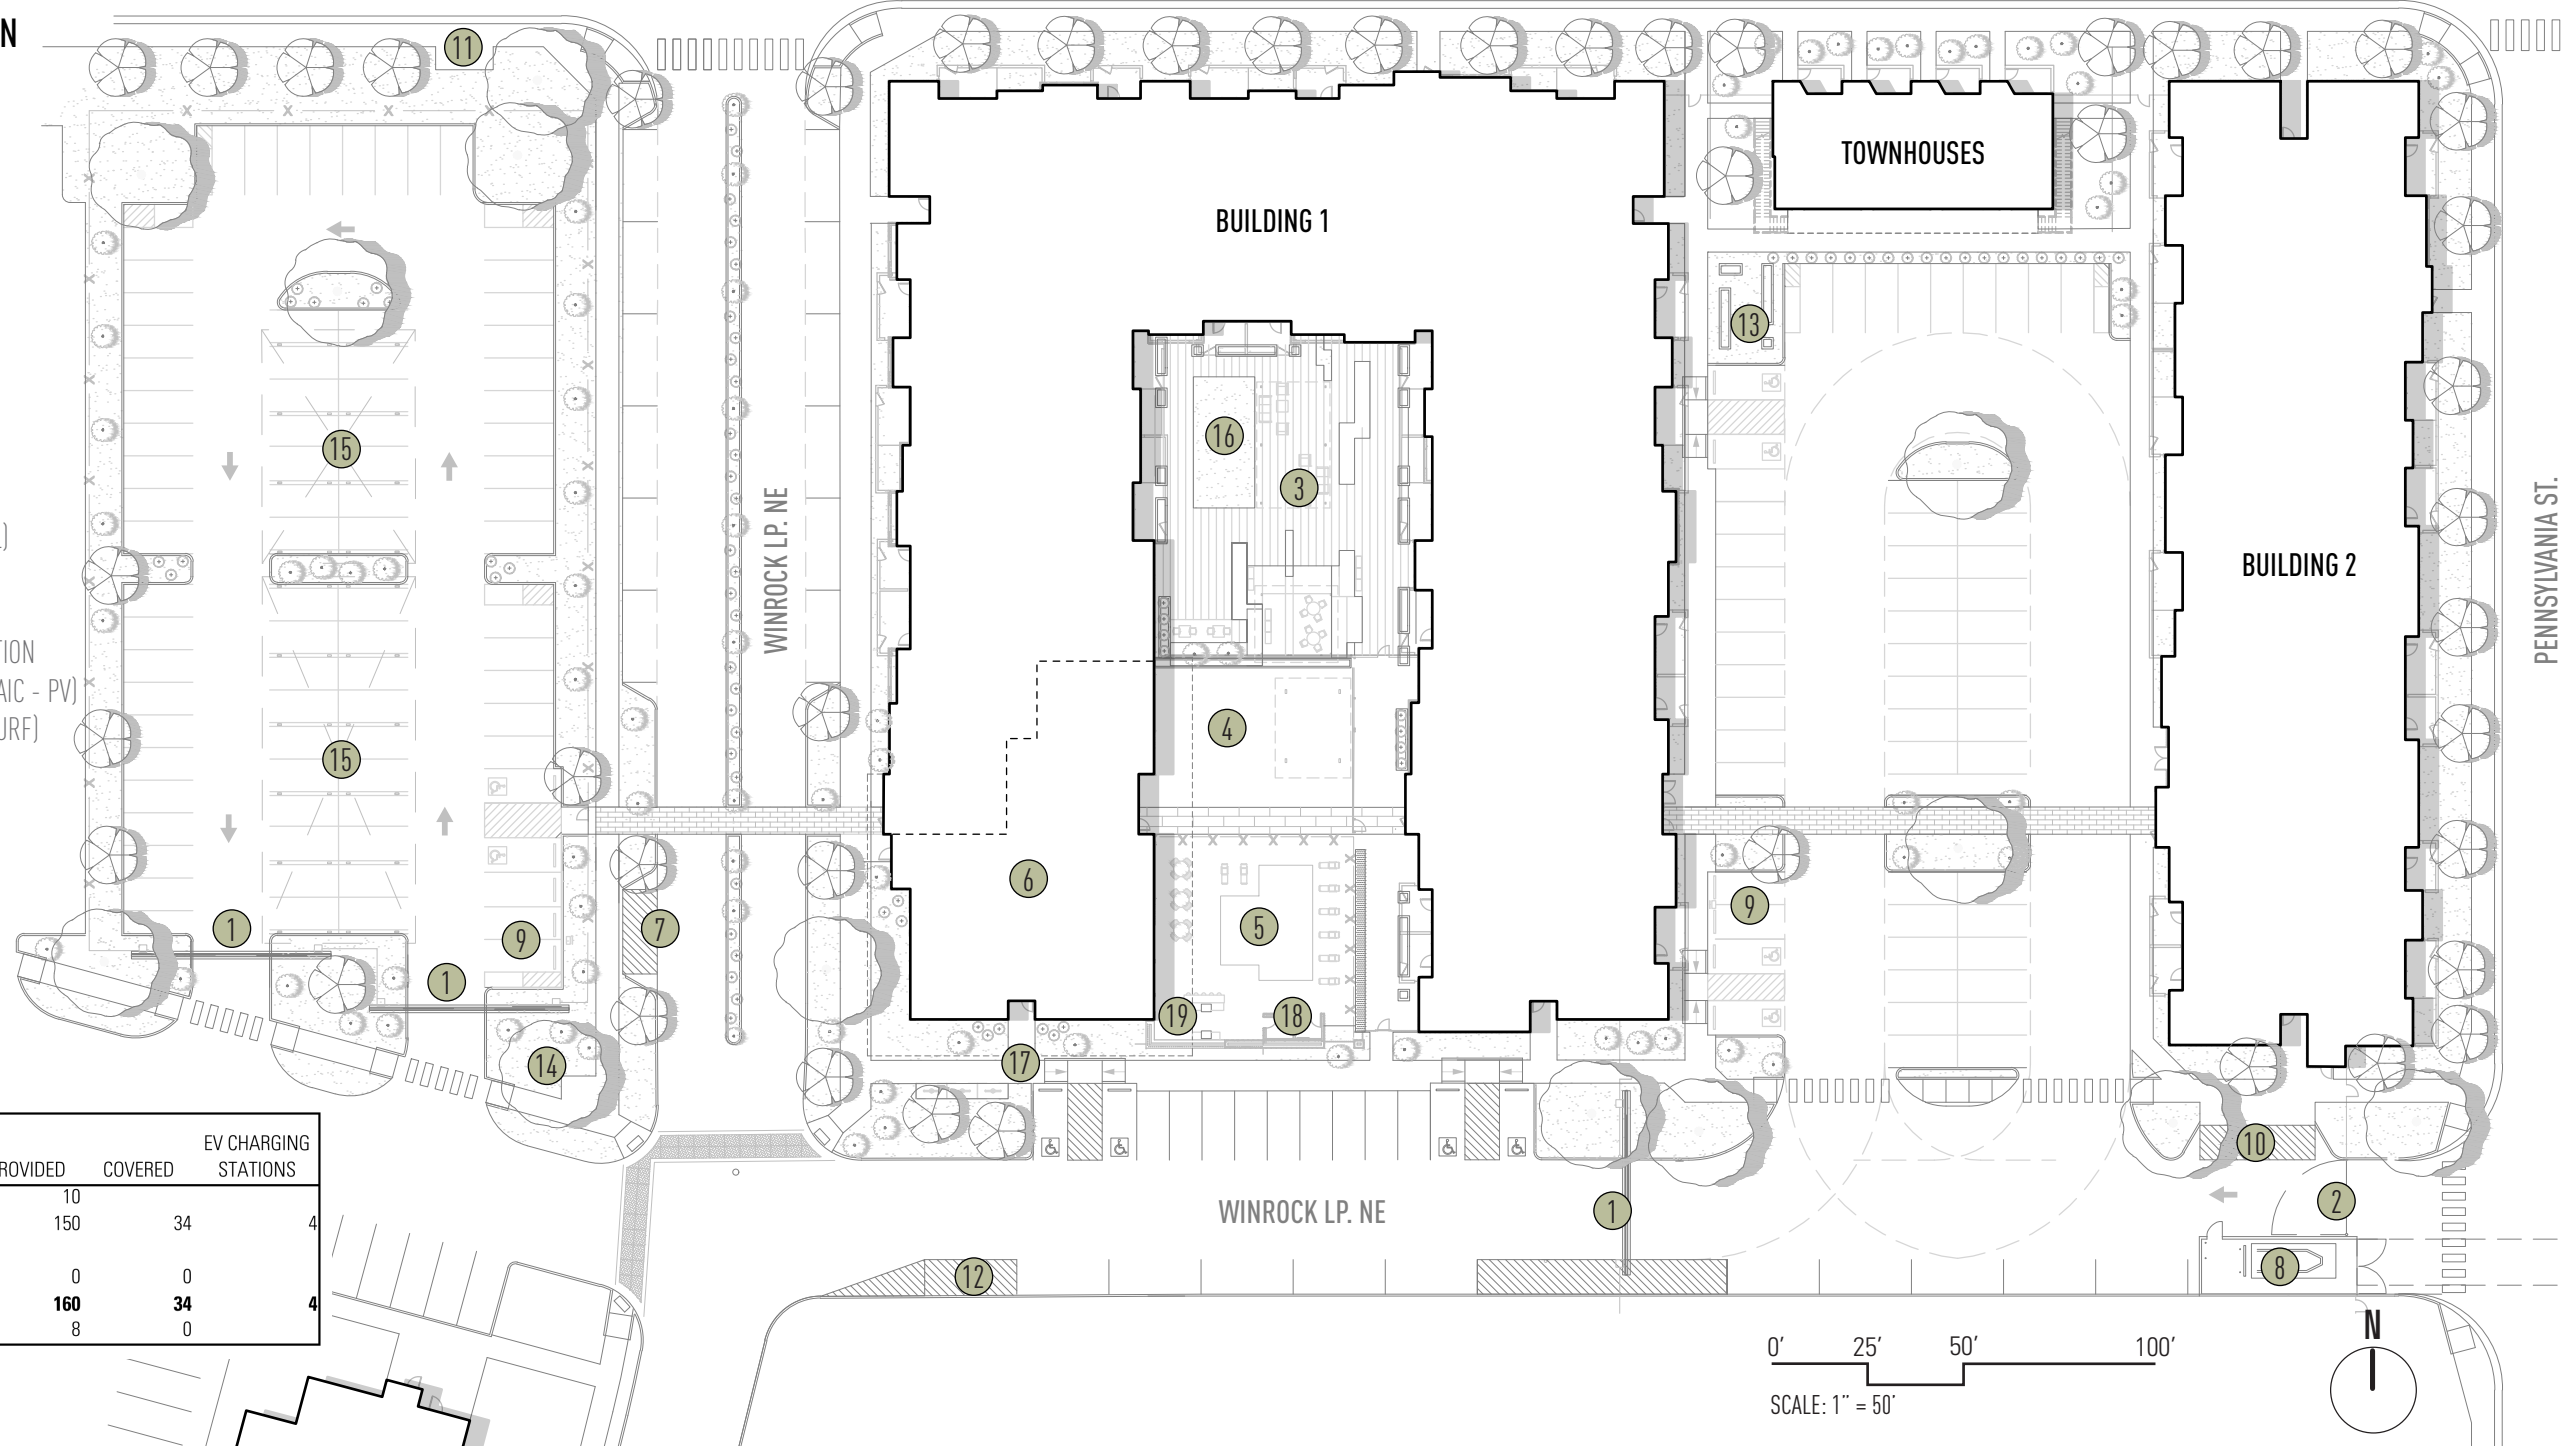 N
11
TOWNHOUSES
BUILDING 1
13
15
16
3
WINROCK LP. NE
PENNSYLVANIA ST.
L)
BUILDING 2
TION
AIC - PV)
URF)
4
15
6
9
1
9
7
5
1
19
18
14
17
10
EV CHARGING
ROVIDED COVERED STATIONS
10
150 34 4
0 0
160 34 4
8 0
WINROCK LP. NE
1
2
12
8
N
0' 25' 50' 100'
SCALE: 1" = 50'